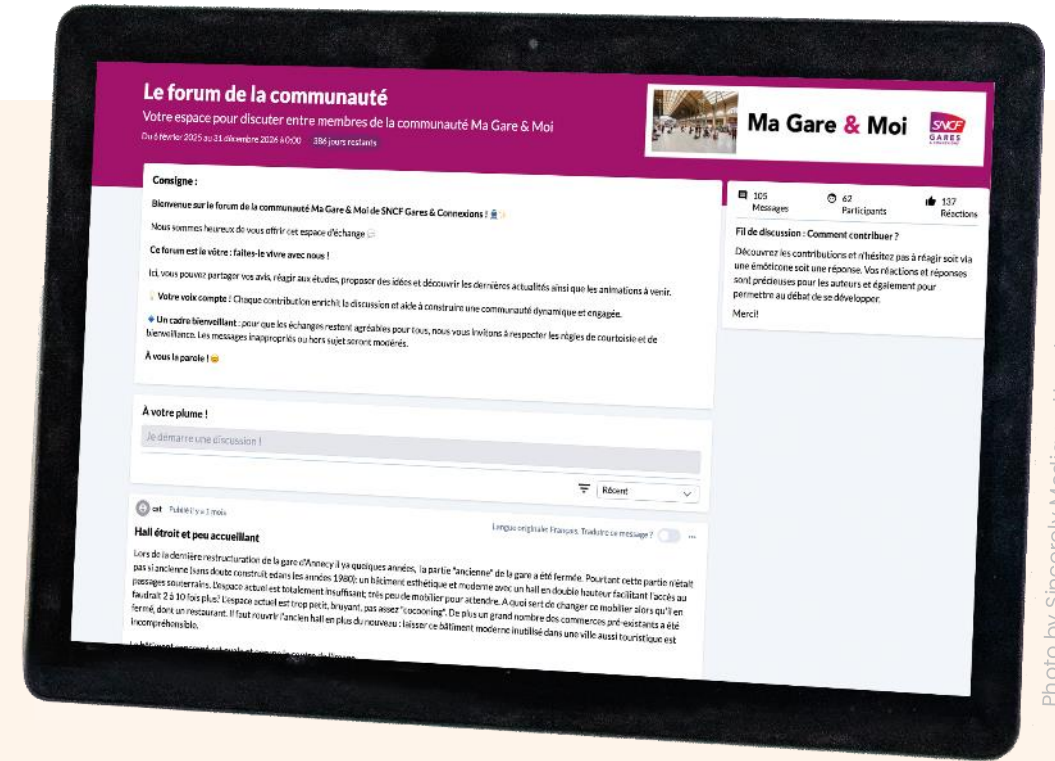 Le forum de la communauté
Votre espace pour discuter entre membres de la communauté Ma Gare & Moi
Du 6 février 2025 au 31 décembre 2026 à 0:00 386 jours restants
Ma Gare & Moi
SNCF
GARES
& CONNEXIONS
Consigne :
Bienvenue sur le forum de la communauté Ma Gare & Moi de SNCF Gares & Connexions !
Nous sommes heureux de vous offrir cet espace d'échange
Ce forum est le vôtre : faites-le vivre avec nous !
Ici, vous pouvez partager vos avis, réagir aux études, proposer des idées et découvrir les dernières actualités ainsi que les animations à venir.
Votre voix compte ! Chaque contribution enrichit la discussion et aide à construire une communauté dynamique et engagée.
Un cadre bienveillant : pour que les échanges restent agréables pour tous, nous vous invitons à respecter les règles de courtoisie et de
bienveillance. Les messages inappropriés ou hors sujet seront modérés.
À vous la parole !
105
Messages
62
Participants
137
Réactions
Fil de discussion : Comment contribuer ?
Découvrez les contributions et n'hésitez pas à réagir soit via
une émoticone soit une réponse. Vos réactions et réponses
sont précieuses pour les auteurs et également pour
permettre au débat de se développer.
Merci!
À votre plume !
Je démarre une discussion !
Récent
cat Publié il y a 1 mois
Langue originale: Français. Traduire ce message ?
Hall étroit et peu accueillant
Lors de la dernière restructuration de la gare d'Annecy il ya quelques années, la partie "ancienne" de la gare a été fermée. Pourtant cette partie n'était
pas si ancienne (sans doute construit edans les années 1980): un bâtiment esthétique et moderne avec un hall en double hauteur facilitant l'accès au
passages souterrains. L'espace actuel est totalement insuffisant; très peu de mobilier pour attendre. A quoi sert de changer ce mobilier alors qu'il en
faudrait 2 à 10 fois plus? L'espace actuel est trop petit, bruyant, pas assez "cocooning". De plus un grand nombre des commerces pré-existants a été
fermé, dont un restaurant. Il faut rouvrir l'ancien hall en plus du nouveau : laisser ce bâtiment moderne inutilisé dans une ville aussi touristique est
incompréhensible.
Photo by Sincerely Media